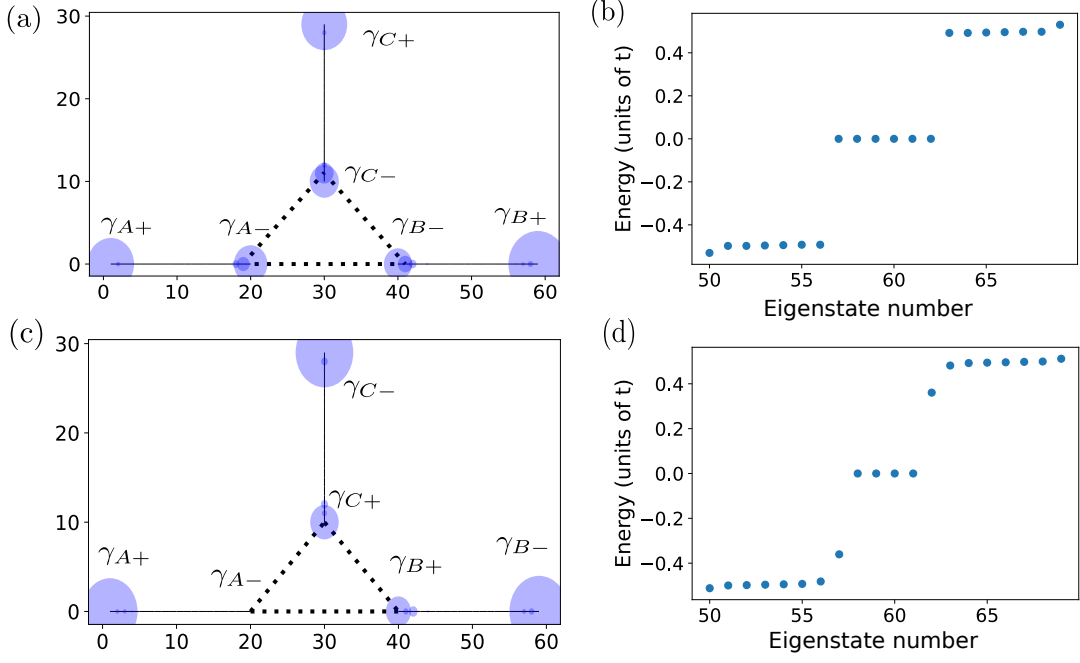 (a)
30
20
10
0
0 10 20 30 40 50 60
γC+
γC−
γA+
γA−
γB−
γB+
(b)
Energy (units of t)
0.4
0.2
0.0
−0.2
−0.4
50 55 60 65
Eigenstate number
(c)
30
20
10
0
0 10 20 30 40 50 60
γC−
γC+
γA+
γA−
γB+
γB−
(d)
Energy (units of t)
0.4
0.2
0.0
−0.2
−0.4
50 55 60 65
Eigenstate number